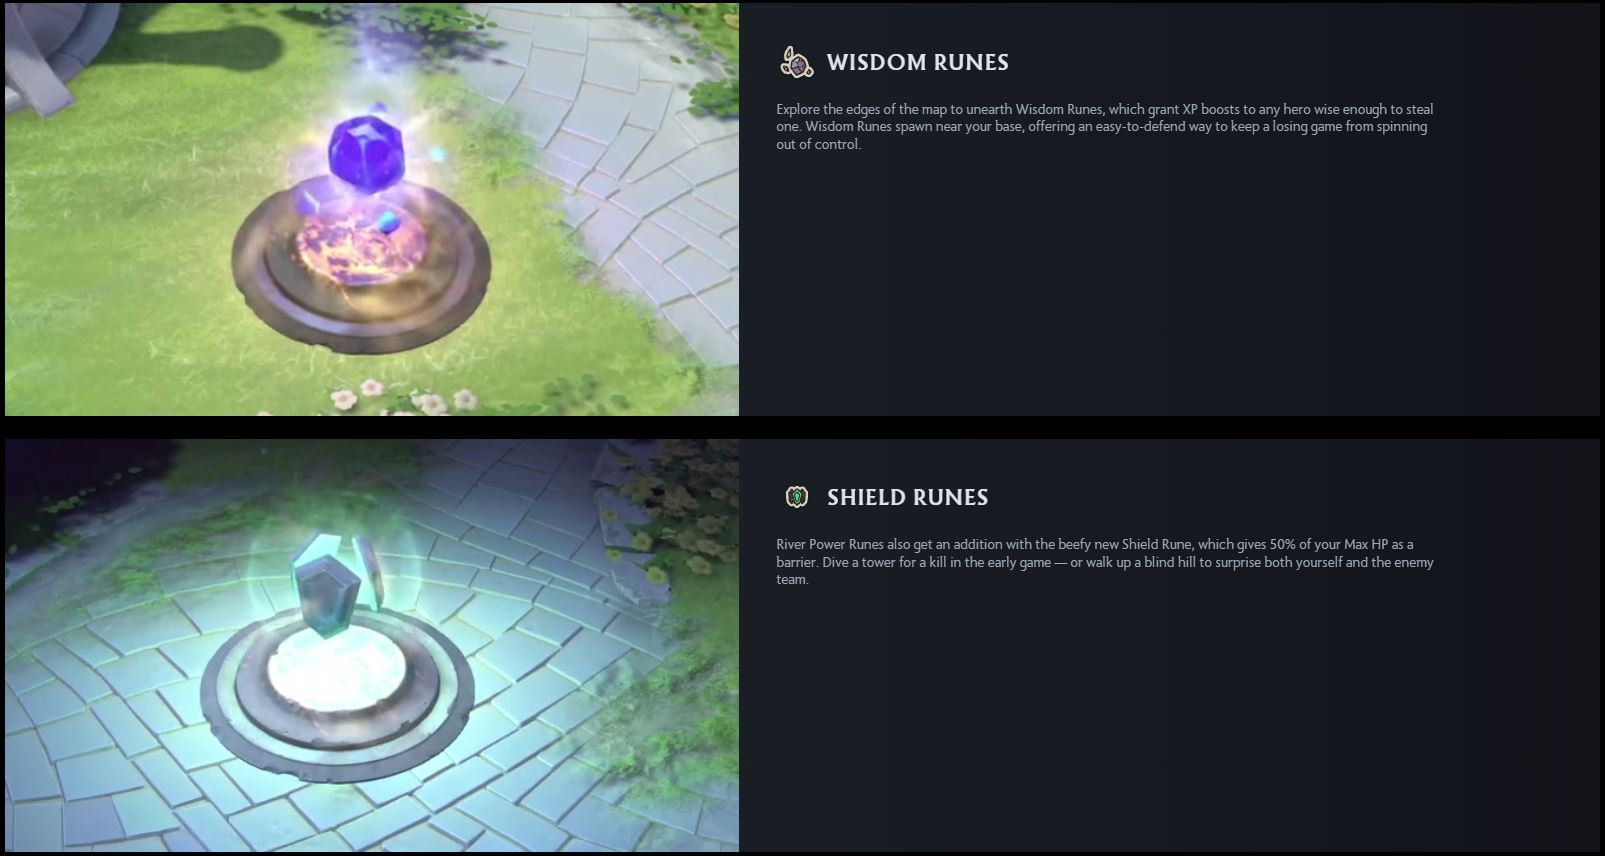 WISDOM RUNES
Explore the edges of the map to unearth Wisdom Runes, which grant XP boosts to any hero wise enough to steal
one. Wisdom Runes spawn near your base, offering an easy-to-defend way to keep a losing game from spinning
out of control.
SHIELD RUNES
River Power Runes also get an addition with the beefy new Shield Rune, which gives 50% of your Max HP as a
barrier. Dive a tower for a kill in the early game — or walk up a blind hill to surprise both yourself and the enemy
team.